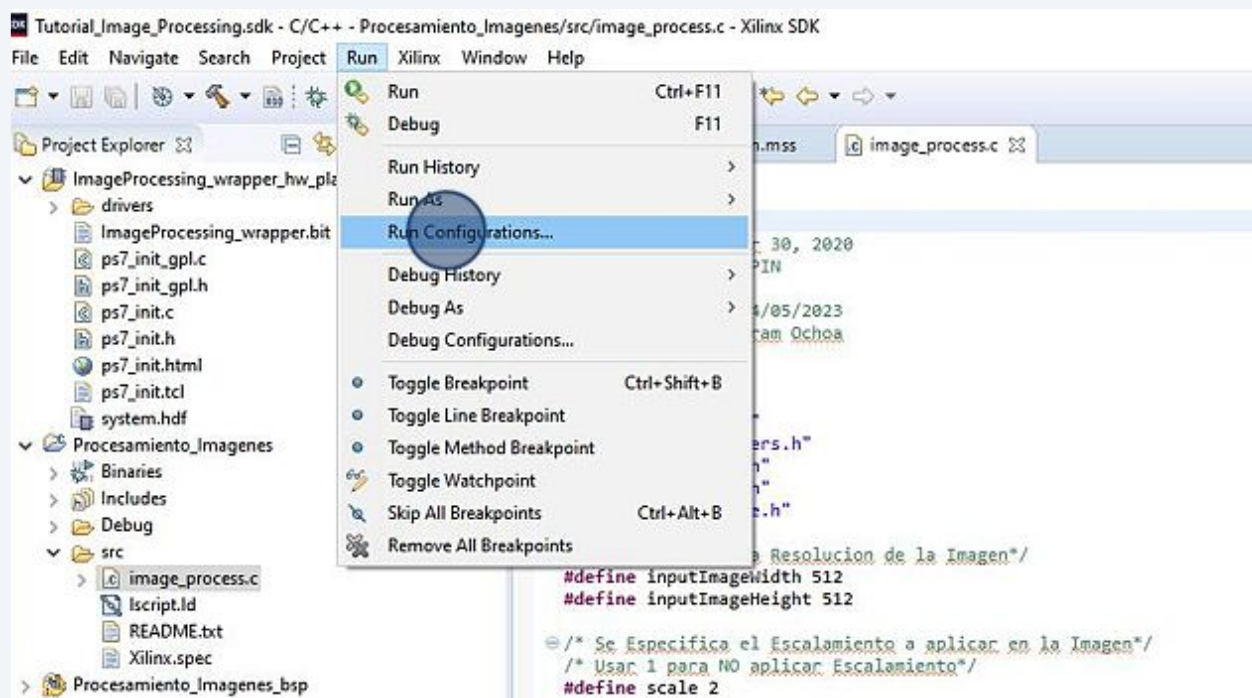 Tutorial_Image_Processing.sdk - C/C++ - Procesamiento_Imagenes/src/image_process.c - Xilinx SDK
File Edit Navigate Search Project Run Xilinx Window Help
Run Ctrl+F11
Debug F11
Run History
Run As
Run Configurations...
Debug History
Debug As
Debug Configurations...
Toggle Breakpoint Ctrl+Shift+B
Toggle Line Breakpoint
Toggle Method Breakpoint
Toggle Watchpoint
Skip All Breakpoints Ctrl+Alt+B
Remove All Breakpoints
Project Explorer
ImageProcessing_wrapper_hw_pla
drivers
ImageProcessing_wrapper.bit
ps7_init_gpl.c
ps7_init_gpl.h
ps7_init.c
ps7_init.h
ps7_init.html
ps7_init.tcl
system.hdf
Procesamiento_Imagenes
Binaries
Includes
Debug
src
image_process.c
lscript.ld
README.txt
Xilinx.spec
Procesamiento_Imagenes_bsp
.mss image_process.c
30, 2020
PIN
/05/2023
ram Ochoa
ers.h"
h"
h"
e.h"
a Resolucion de la Imagen*/
#define inputImageWidth 512
#define inputImageHeight 512
/* Se Especifica el Escalamiento a aplicar en la Imagen*/
/* Usar 1 para NO aplicar Escalamiento*/
#define scale 2